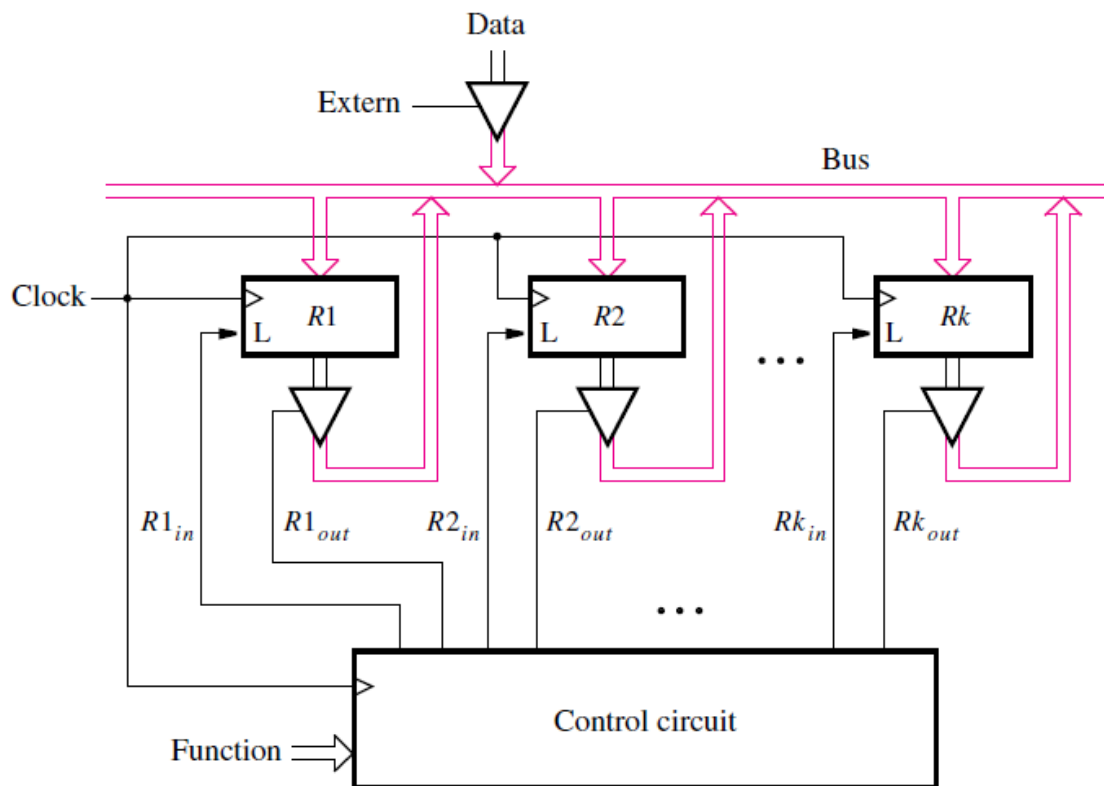 Data
Extern
Bus
Clock
R1
L
R2
L
Rk
L
R1in
R1out
R2in
R2out
Rkin
Rkout
Control circuit
Function